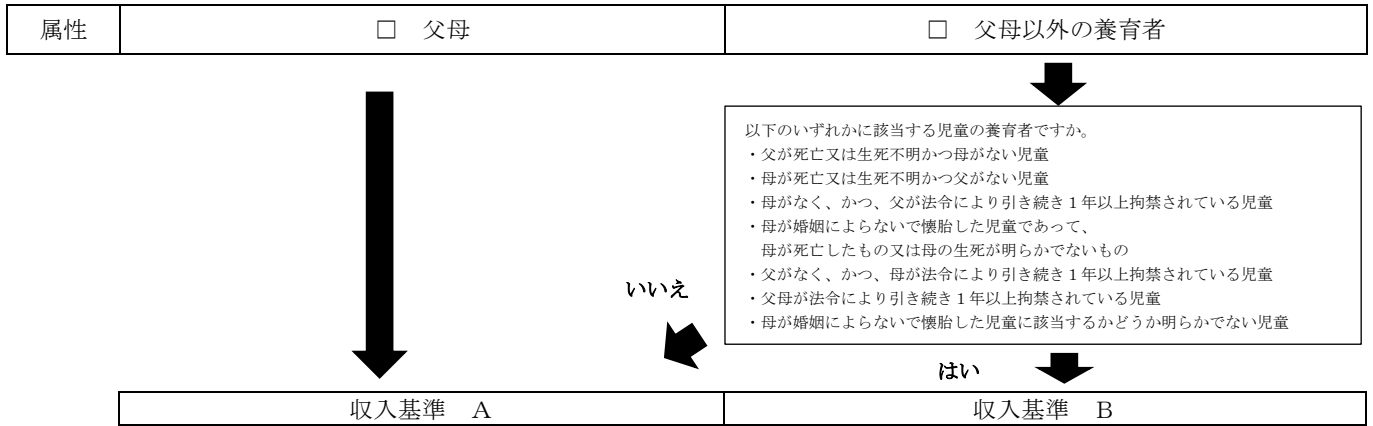 属性
□ 父母
□ 父母以外の養育者
以下のいずれかに該当する児童の養育者ですか。
・父が死亡又は生死不明かつ母がない児童
・母が死亡又は生死不明かつ父がない児童
・母がなく、かつ、父が法令により引き続き1年以上拘禁されている児童
・母が婚姻によらないで懐胎した児童であって、
母が死亡したもの又は母の生死が明らかでないもの
・父がなく、かつ、母が法令により引き続き1年以上拘禁されている児童
・父母が法令により引き続き1年以上拘禁されている児童
・母が婚姻によらないで懐胎した児童に該当するかどうか明らかでない児童
いいえ
はい
収入基準 A
収入基準 B